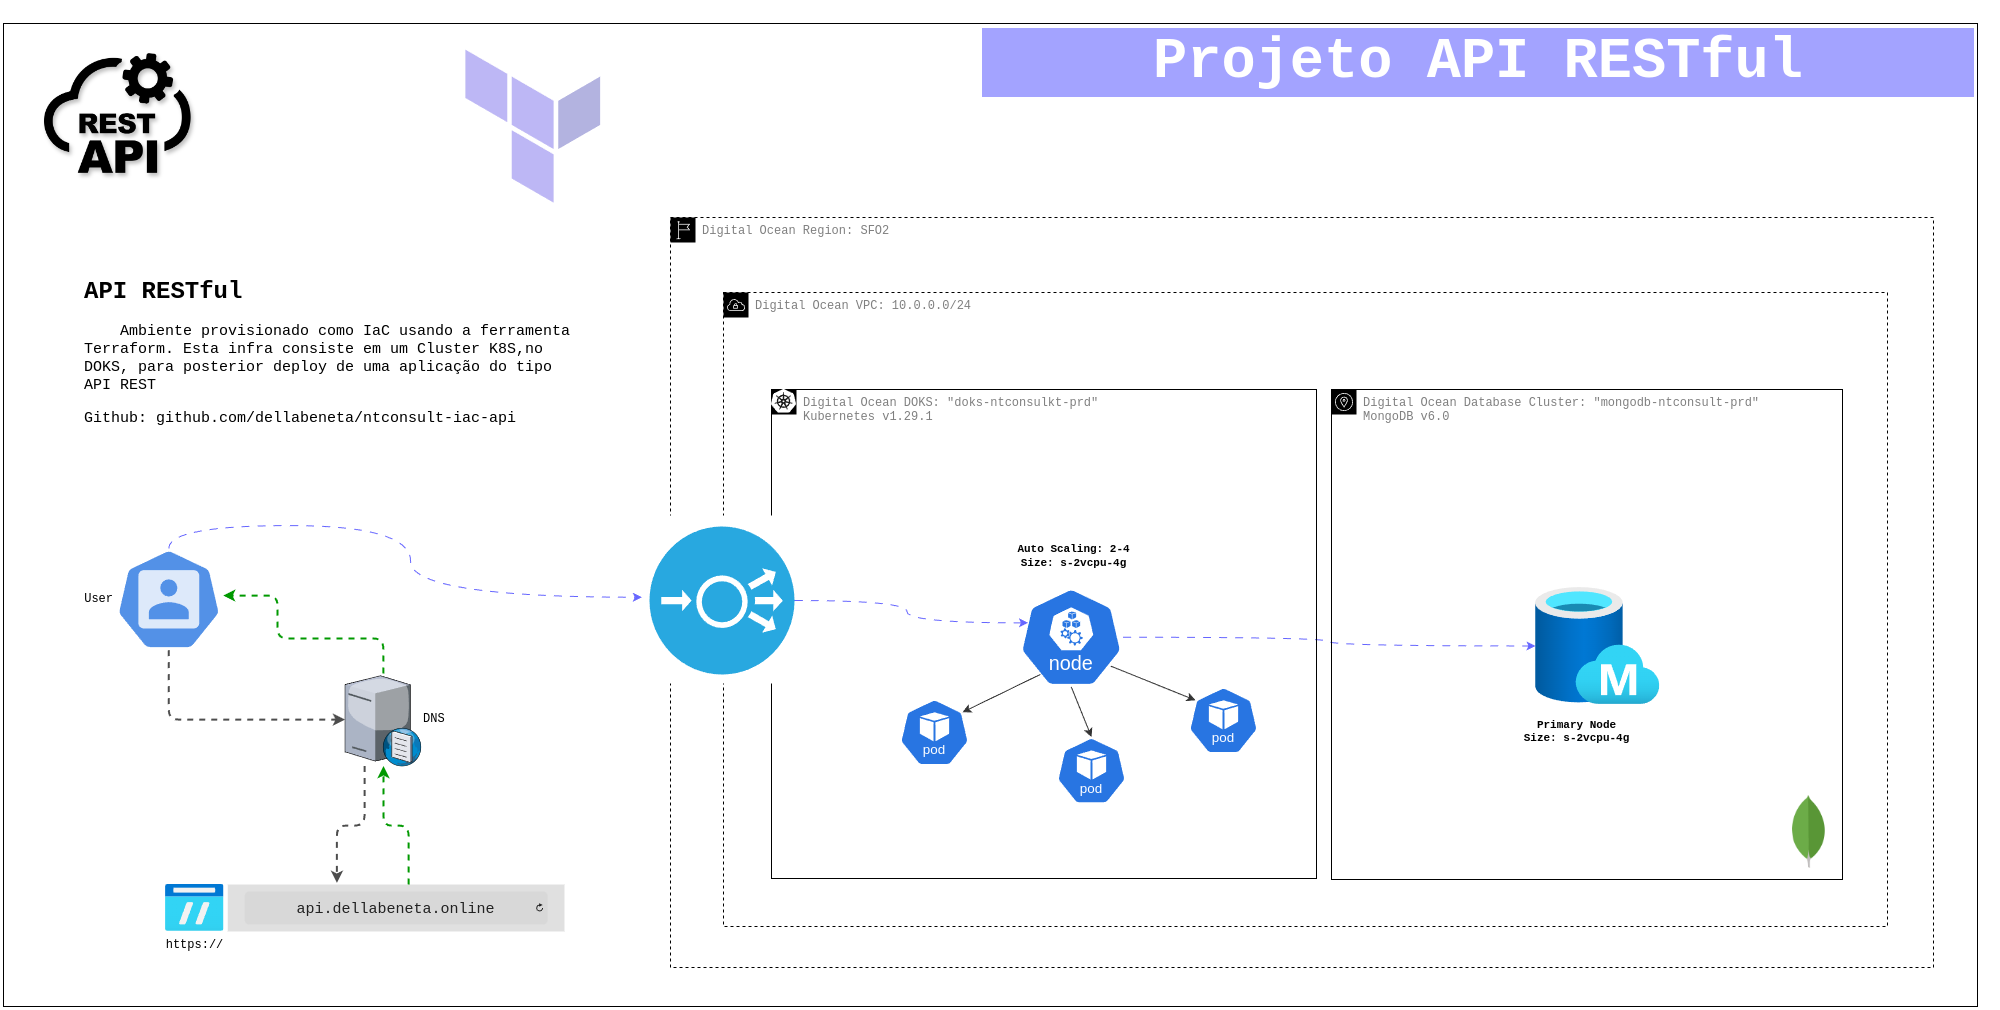 Projeto API RESTful
REST
API
Digital Ocean Region: SFO2
API RESTful
Digital Ocean VPC: 10.0.0.0/24
Ambiente provisionado como IaC usando a ferramenta
Terraform. Esta infra consiste em um Cluster K8S,no
DOKS, para posterior deploy de uma aplicação do tipo
API REST
Github: github.com/dellabeneta/ntconsult-iac-api
Digital Ocean DOKS: "doks-ntconsulkt-prd"
Kubernetes v1.29.1
Digital Ocean Database Cluster: "mongodb-ntconsult-prd"
MongoDB v6.0
Auto Scaling: 2-4
Size: s-2vcpu-4g
User
node
M
DNS
pod
pod
pod
Primary Node
Size: s-2vcpu-4g
api.dellabeneta.online
https://